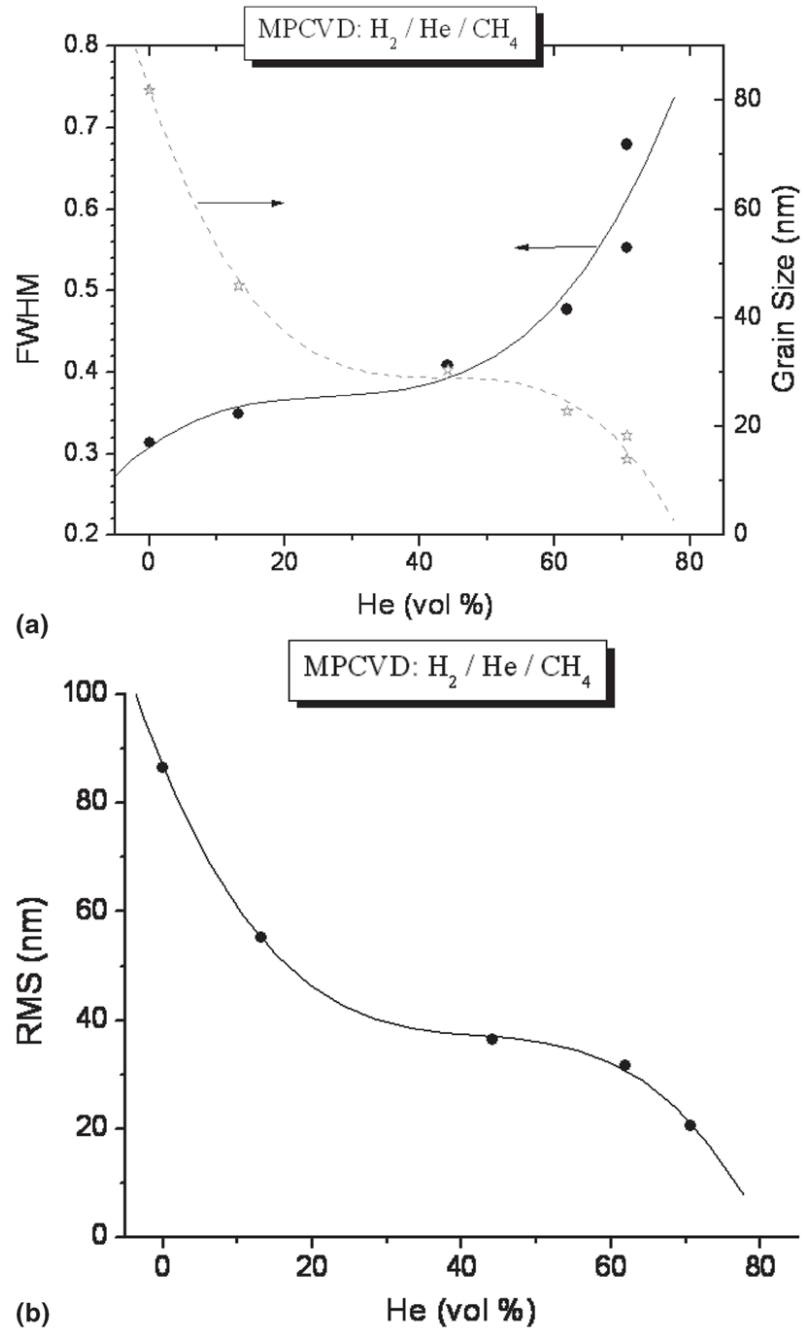 MPCVD: H2 / He / CH4
0.8
0.7
0.6
0.5
0.4
0.3
0.2
FWHM
80
60
40
20
0
Grain Size (nm)
0 20 40 60 80
He (vol %)
(a)
MPCVD: H2 / He / CH4
100
80
60
40
20
0
RMS (nm)
0 20 40 60 80
He (vol %)
(b)